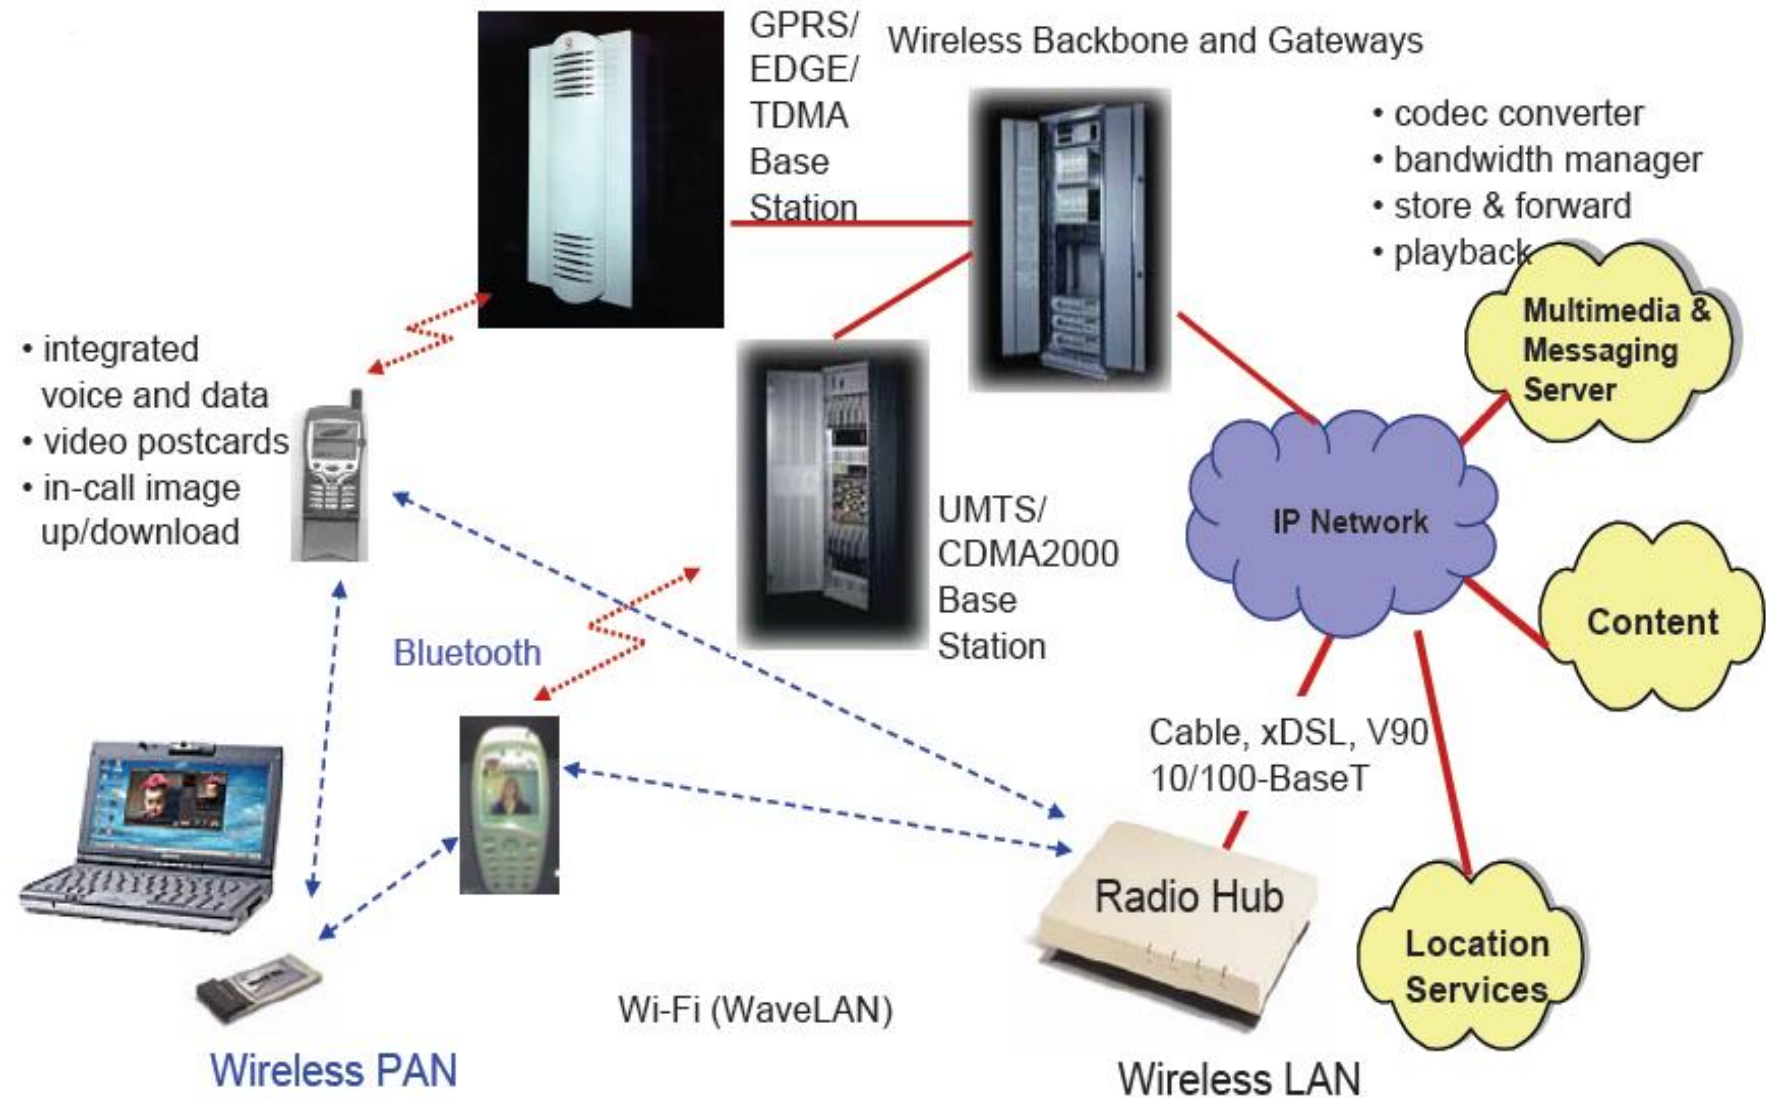 GPRS/
EDGE/
TDMA
Base
Station
Wireless Backbone and Gateways
• codec converter
• bandwidth manager
• store & forward
• playback
Multimedia &
Messaging
Server
• integrated
voice and data
• video postcards
• in-call image
up/download
IP Network
UMTS/
CDMA2000
Base
Station
Content
Bluetooth
Cable, xDSL, V90
10/100-BaseT
Radio Hub
Location
Services
Wi-Fi (WaveLAN)
Wireless PAN
Wireless LAN